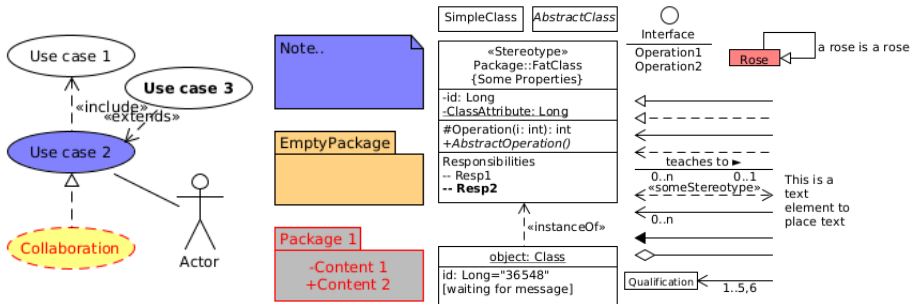 Use case 1
Use case 3
«include»
«extends»
Use case 2
Collaboration
Actor
Note..
EmptyPackage
Package 1
-Content 1
+Content 2
SimpleClass
AbstractClass
«Stereotype»
Package::FatClass
{Some Properties}
-id: Long
-ClassAttribute: Long
#Operation(i: int): int
+AbstractOperation()
Responsibilities
-- Resp1
-- Resp2
«instanceOf»
object: Class
id: Long="36548"
[waiting for message]
Interface
Operation1
Operation2
Rose
a rose is a rose
teaches to ►
0..n 0..1
«someStereotype»
0..n
Qualification
1..5,6
This is a
text
element to
place text